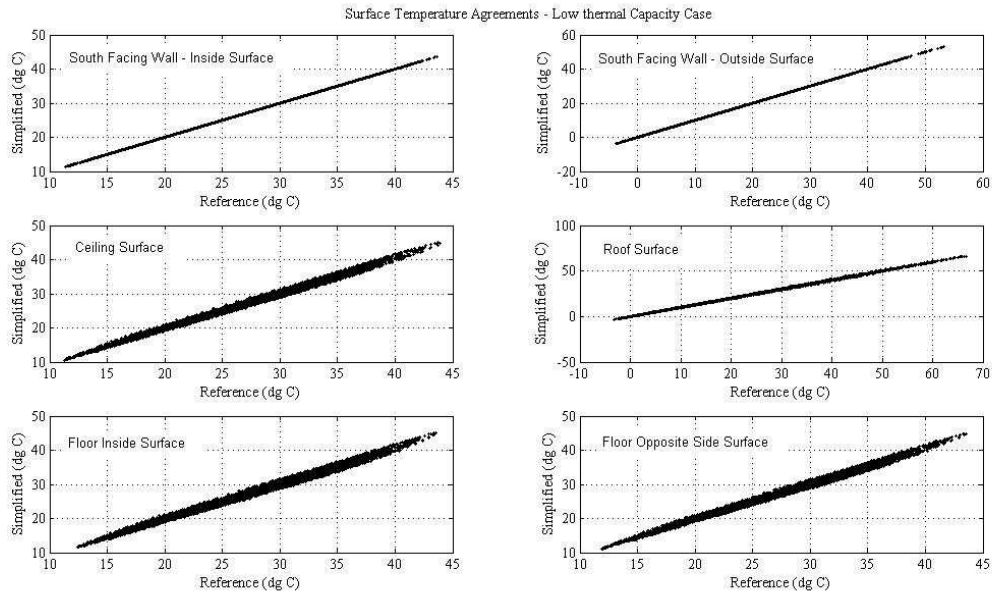 Surface Temperature Agreements - Low thermal Capacity Case
50
40
30
20
10
Simplified (dg C)
South Facing Wall - Inside Surface
10 15 20 25 30 35 40 45
Reference (dg C)
60
40
20
0
-20
Simplified (dg C)
South Facing Wall - Outside Surface
-10 0 10 20 30 40 50 60
Reference (dg C)
50
40
30
20
10
Simplified (dg C)
Ceiling Surface
10 15 20 25 30 35 40 45
Reference (dg C)
100
50
0
-50
Simplified (dg C)
Roof Surface
-10 0 10 20 30 40 50 60 70
Reference (dg C)
50
40
30
20
10
Simplified (dg C)
Floor Inside Surface
10 15 20 25 30 35 40 45
Reference (dg C)
50
40
30
20
10
Simplified (dg C)
Floor Opposite Side Surface
10 15 20 25 30 35 40 45
Reference (dg C)